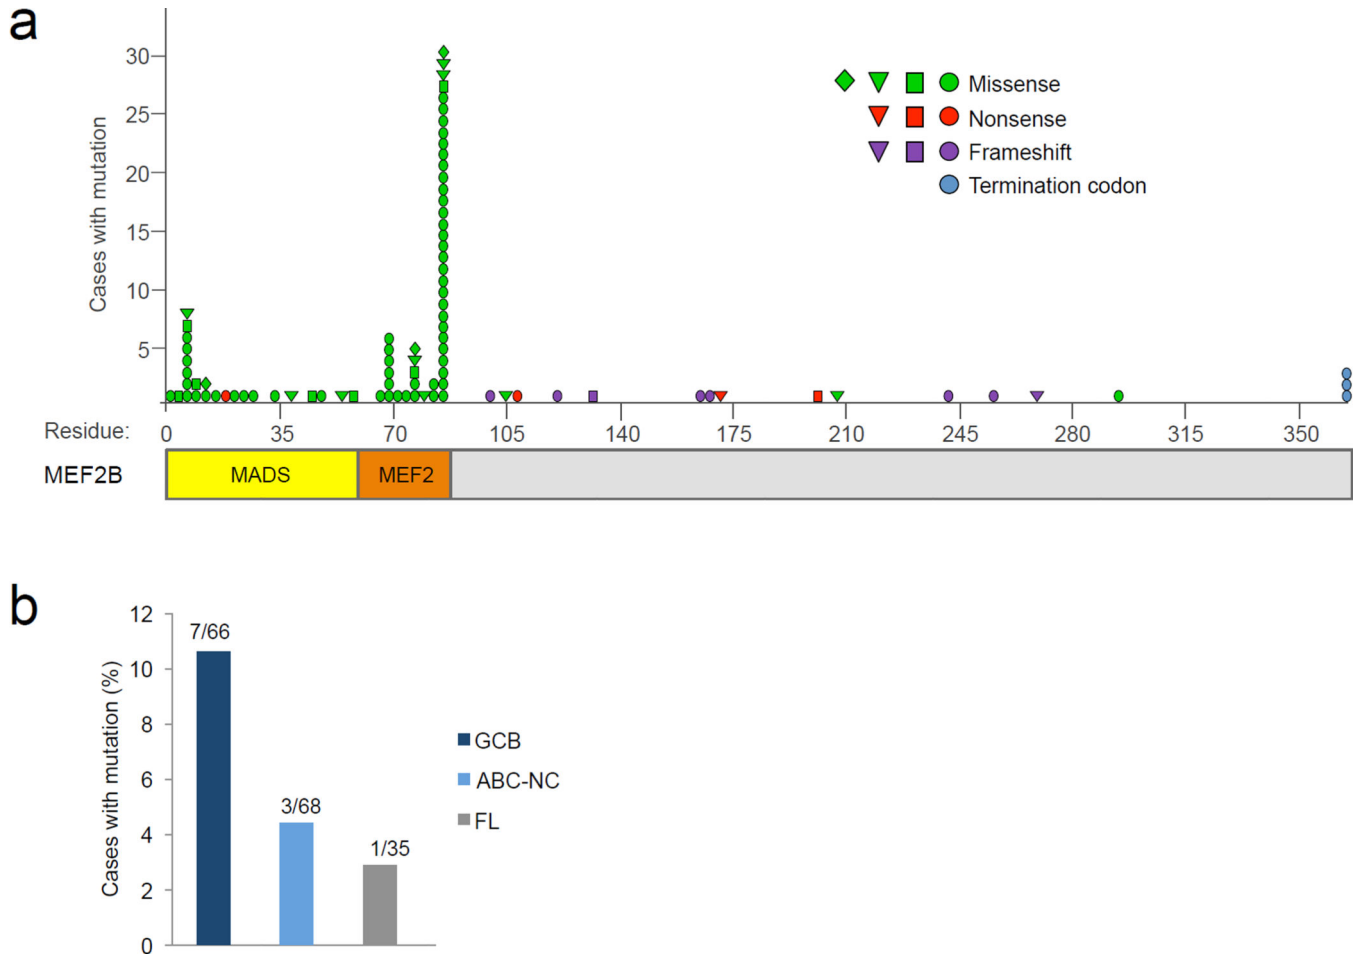 a
Cases with mutation
30
25
20
15
10
5
Missense
Nonsense
Frameshift
Termination codon
Residue: 0 35 70 105 140 175 210 245 280 315 350
MEF2B MADS MEF2
b
Cases with mutation (%)
12
10
8
6
4
2
0
7/66
3/68
1/35
GCB
ABC-NC
FL